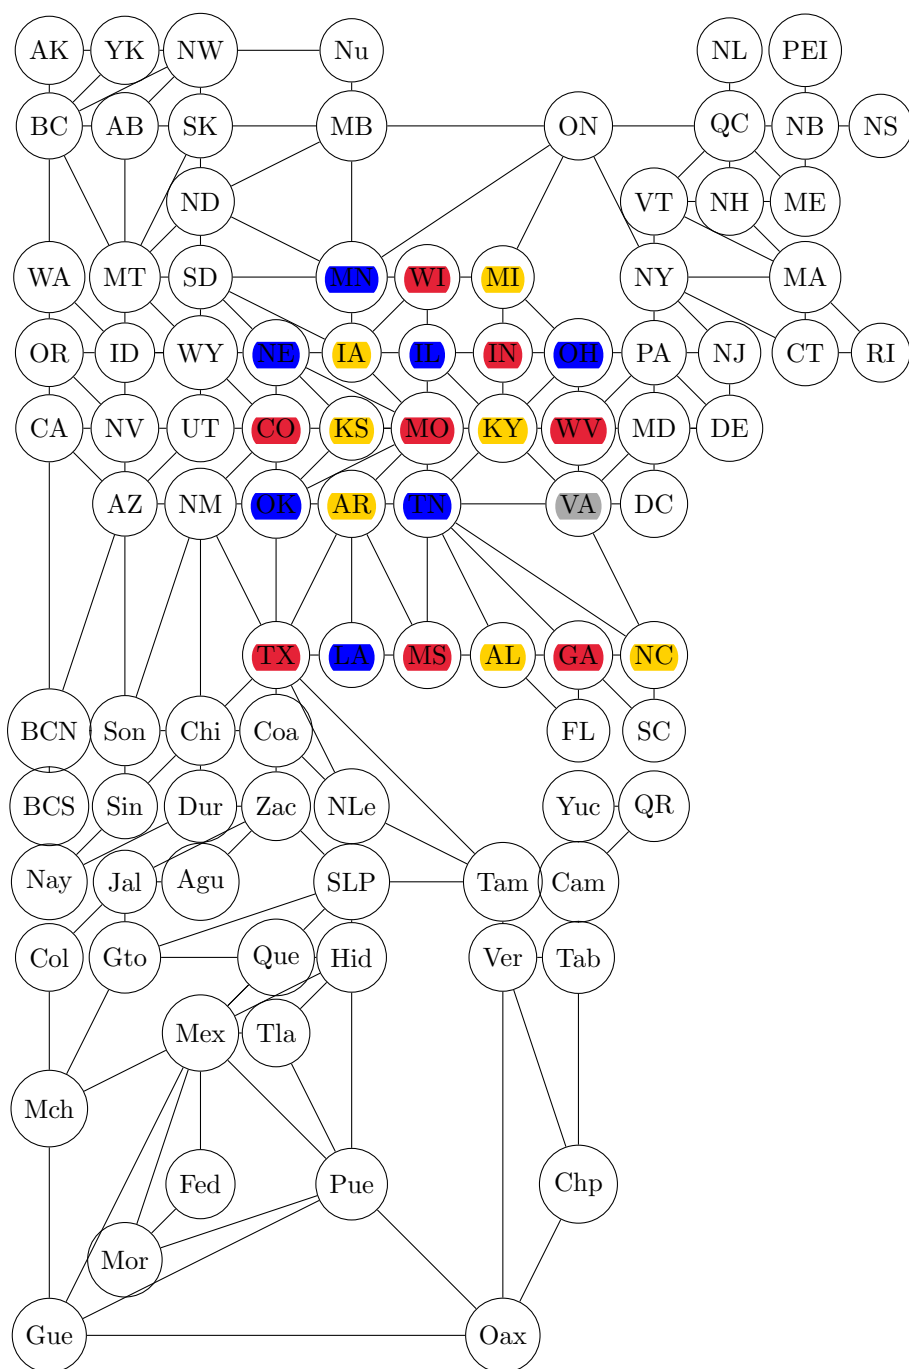 AK YK NW Nu NL PEI
BC AB SK MB ON QC NB NS
ND VT NH ME
WA MT SD MN WI MI NY MA
OR ID WY NE IA IL IN OH PA NJ CT RI
CA NV UT CO KS MO KY WV MD DE
AZ NM OK AR TN VA DC
TX LA MS AL GA NC
BCN Son Chi Coa FL SC
BCS Sin Dur Zac NLe Yuc QR
Nay Jal Agu SLP Tam Cam
Col Gto Que Hid Ver Tab
Mex Tla
Mch
Fed Pue Chp
Mor
Gue Oax